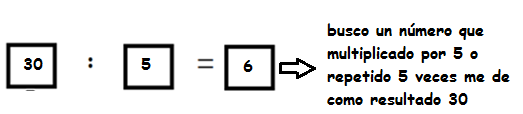 30 : 5 = 6
busco un número que
multiplicado por 5 o
repetido 5 veces me de
como resultado 30